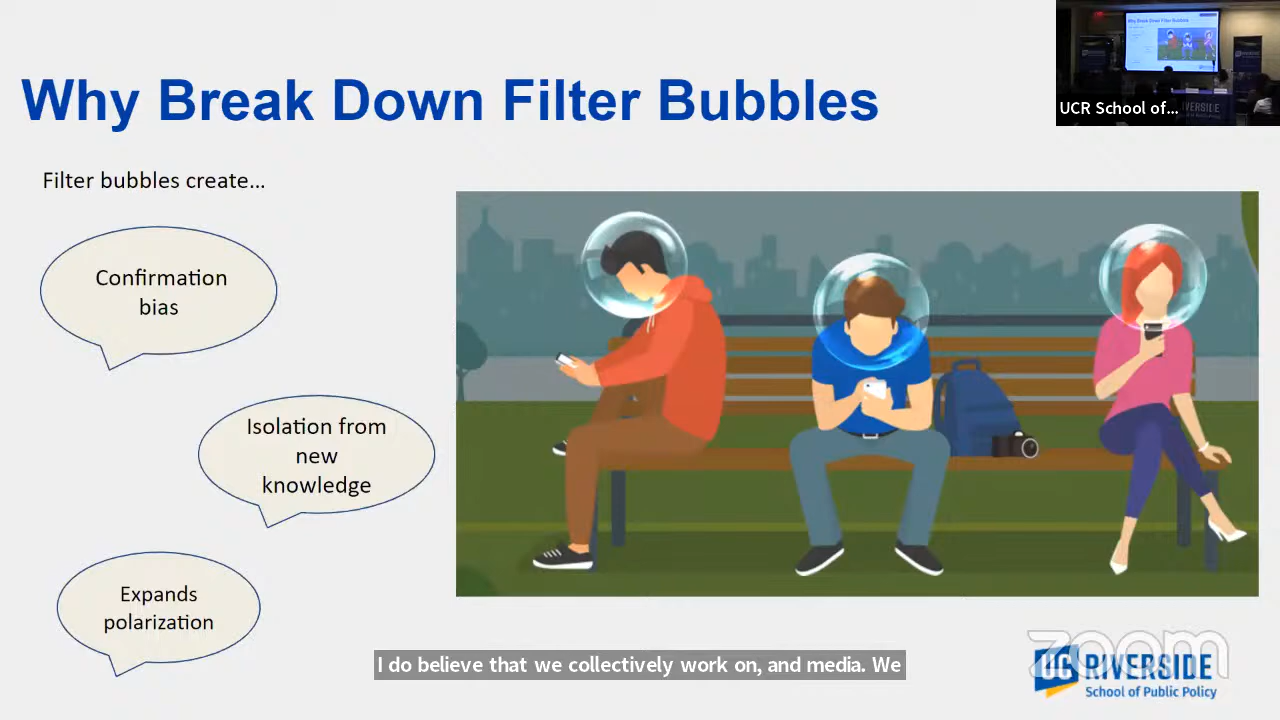 Why Break Down Filter Bubbles
UCR School of...
Filter bubbles create...
Confirmation
bias
Isolation from
new
knowledge
Expands
polarization
I do believe that we collectively work on, and media. We
zoom
UC RIVERSIDE
School of Public Policy